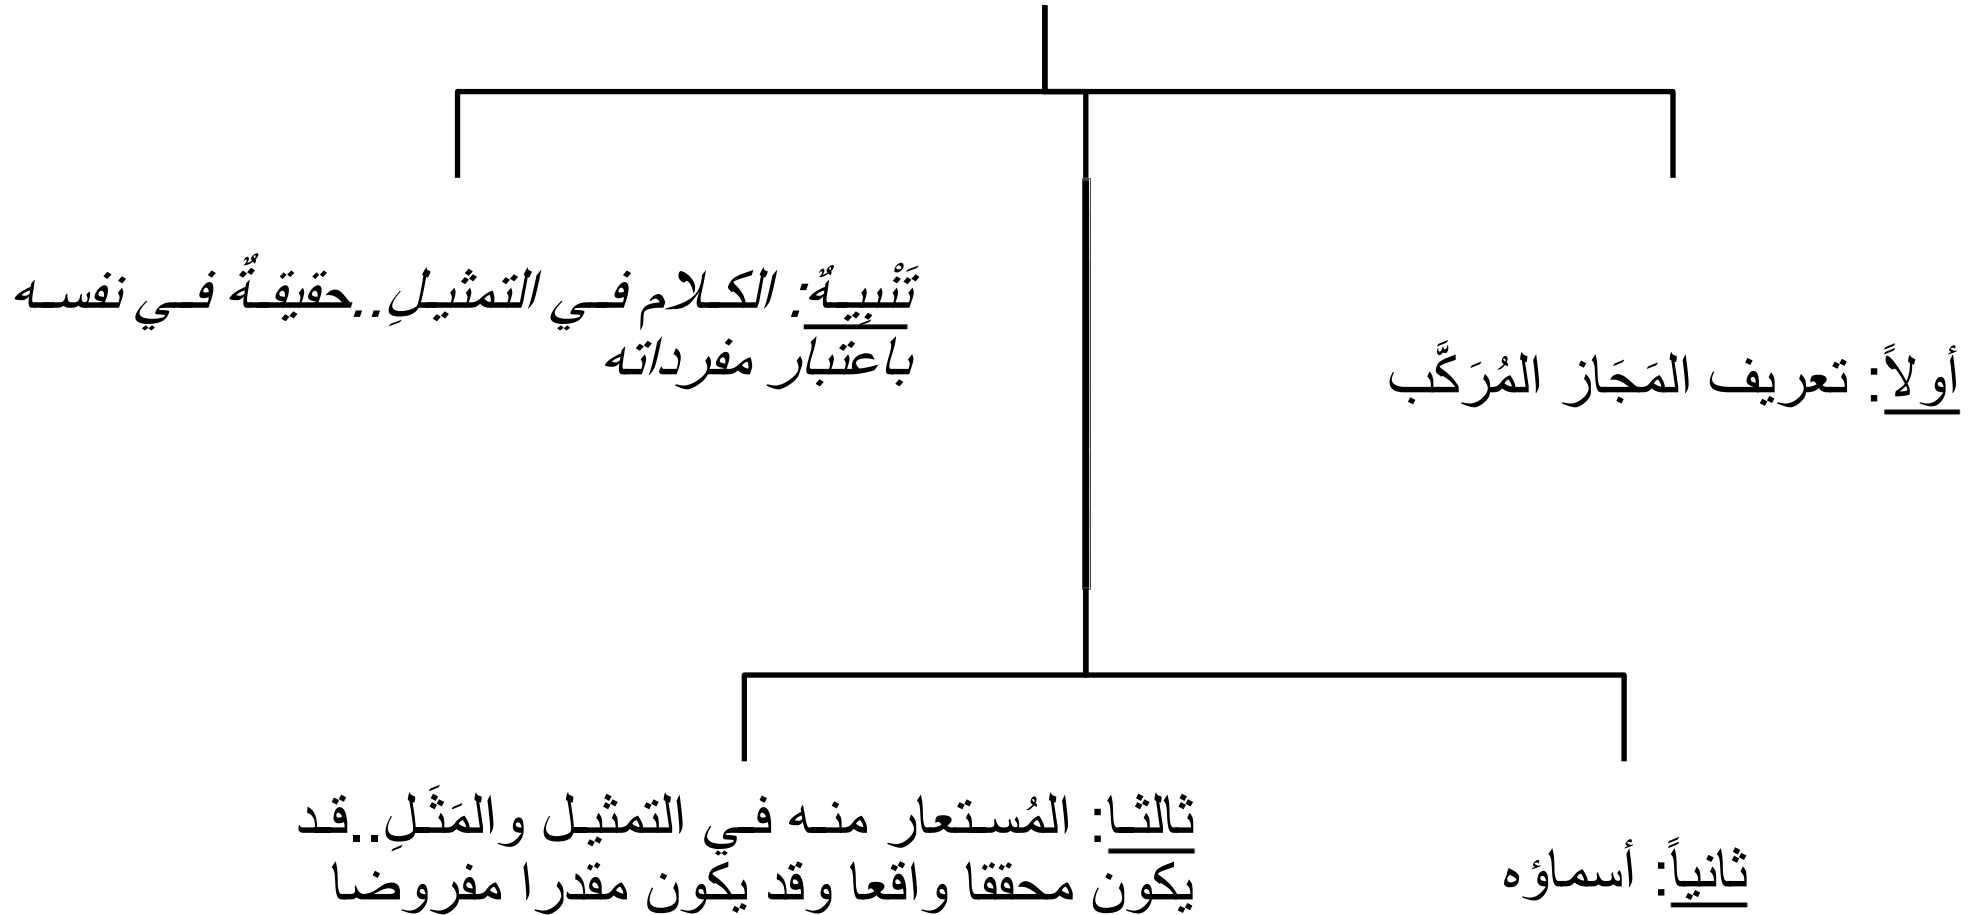 أولاً: تعريف المَجَاز المُرَكَّب
تَنْبِيهٌ: الكلام في التمثيلِ..حقيقةٌ في نفسه
باعتبار مفرداته
ثانياً: أسماؤه
ثالثا: المُستعار منه في التمثيل والمَثَلِ..قد
يكون محققا واقعا وقد يكون مقدرا مفروضا